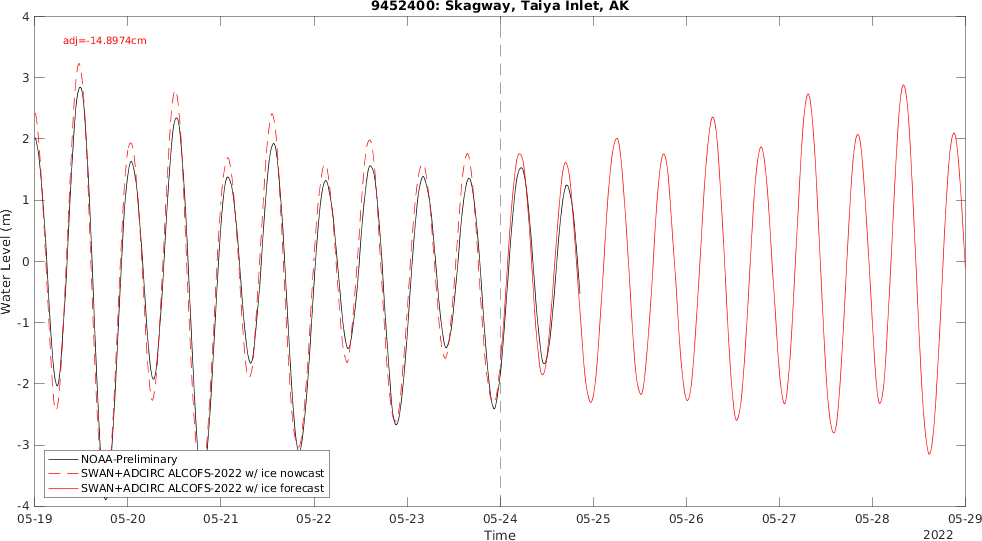 9452400: Skagway, Taiya Inlet, AK
adj=-14.8974cm
4
3
2
1
0
-1
-2
-3
-4
Water Level (m)
NOAA-Preliminary
SWAN+ADCIRC ALCOFS-2022 w/ ice nowcast
SWAN+ADCIRC ALCOFS-2022 w/ ice forecast
05-19 05-20 05-21 05-22 05-23 05-24 05-25 05-26 05-27 05-28 05-29
Time
2022